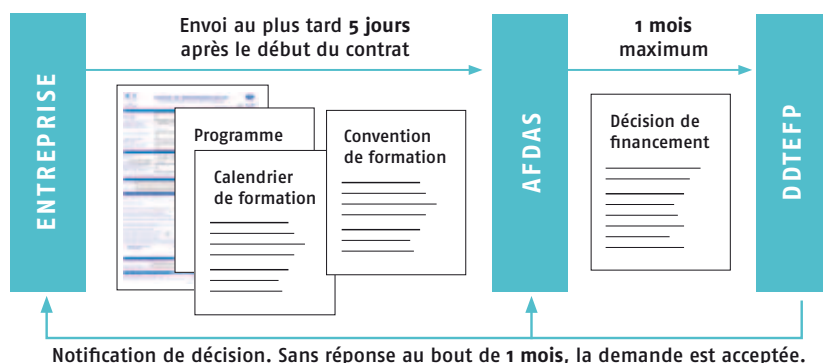 Envoi au plus tard 5 jours
après le début du contrat
1 mois
maximum
ENTREPRISE
Programme
Calendrier
de formation
Convention
de formation
AFDAS
Décision de
financement
DDTEFP
Notification de décision. Sans réponse au bout de 1 mois, la demande est acceptée.